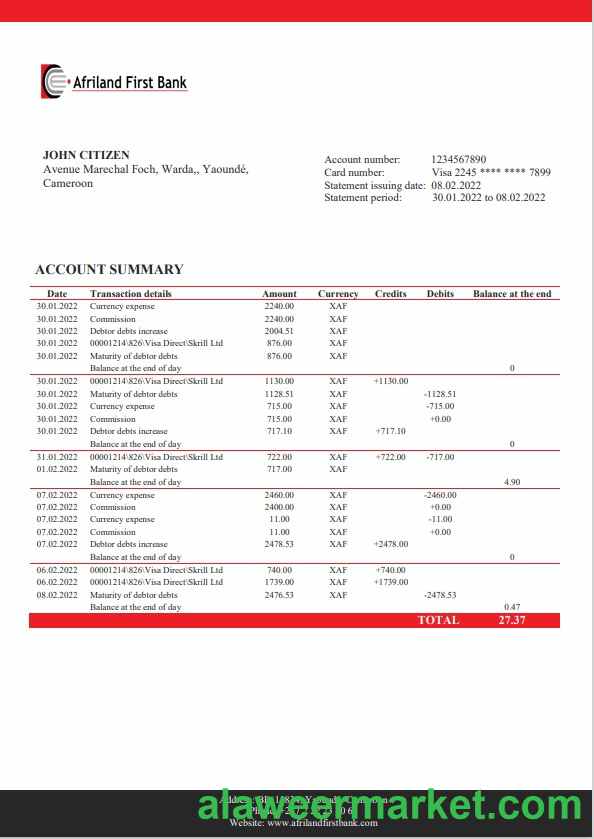 Afriland First Bank
JOHN CITIZEN
Avenue Marechal Foch, Warda,, Yaoundé,
Cameroon
Account number: 1234567890
Card number: Visa 2245 **** **** 7899
Statement issuing date: 08.02.2022
Statement period: 30.01.2022 to 08.02.2022
ACCOUNT SUMMARY
Date Transaction details Amount Currency Credits Debits Balance at the end
30.01.2022 Currency expense 2240.00 XAF
30.01.2022 Commission 2240.00 XAF
30.01.2022 Debtor debts increase 2004.51 XAF
30.01.2022 00001214\826\Visa Direct\Skrill Ltd 876.00 XAF
30.01.2022 Maturity of debtor debts 876.00 XAF
Balance at the end of day 0
30.01.2022 00001214\826\Visa Direct\Skrill Ltd 1130.00 XAF +1130.00
30.01.2022 Maturity of debtor debts 1128.51 XAF -1128.51
30.01.2022 Currency expense 715.00 XAF -715.00
30.01.2022 Commission 715.00 XAF +0.00
30.01.2022 Debtor debts increase 717.10 XAF +717.10
Balance at the end of day 0
31.01.2022 00001214\826\Visa Direct\Skrill Ltd 722.00 XAF +722.00 -717.00
01.02.2022 Maturity of debtor debts 717.00 XAF
Balance at the end of day 4.90
07.02.2022 Currency expense 2460.00 XAF -2460.00
07.02.2022 Commission 2400.00 XAF +0.00
07.02.2022 Currency expense 11.00 XAF -11.00
07.02.2022 Commission 11.00 XAF +0.00
07.02.2022 Debtor debts increase 2478.53 XAF +2478.00
Balance at the end of day 0
06.02.2022 00001214\826\Visa Direct\Skrill Ltd 740.00 XAF +740.00
06.02.2022 00001214\826\Visa Direct\Skrill Ltd 1739.00 XAF +1739.00
08.02.2022 Maturity of debtor debts 2476.53 XAF -2478.53
Balance at the end of day 0.47
TOTAL 27.37
alaweenmarket.com
Website: www.afrilandfirstbank.com